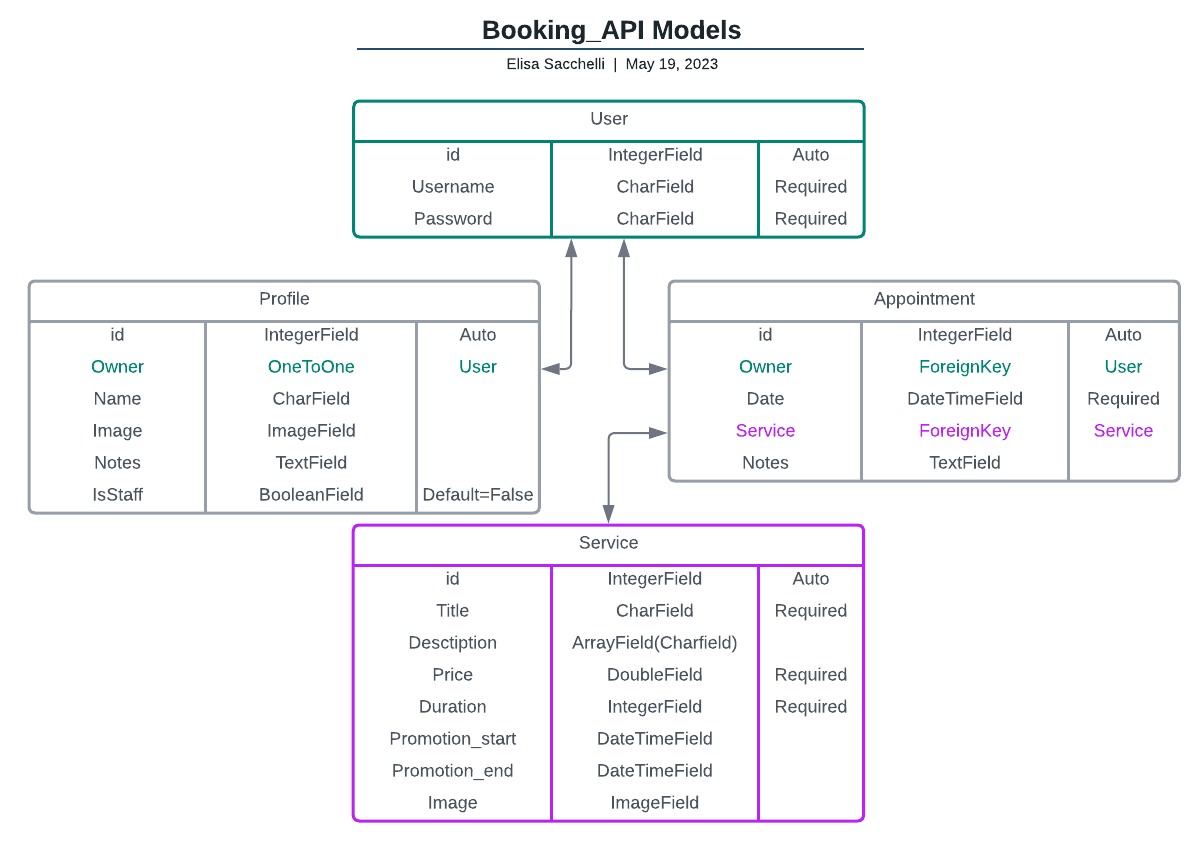 Booking_API Models
Elisa Sacchelli | May 19, 2023
User
id IntegerField Auto
Username CharField Required
Password CharField Required
Profile
id IntegerField Auto
Owner OneToOne User
Name CharField
Image ImageField
Notes TextField
IsStaff BooleanField Default=False
Appointment
id IntegerField Auto
Owner ForeignKey User
Date DateTimeField Required
Service ForeignKey Service
Notes TextField
Service
id IntegerField Auto
Title CharField Required
Desctiption ArrayField(Charfield)
Price DoubleField Required
Duration IntegerField Required
Promotion_start DateTimeField
Promotion_end DateTimeField
Image ImageField